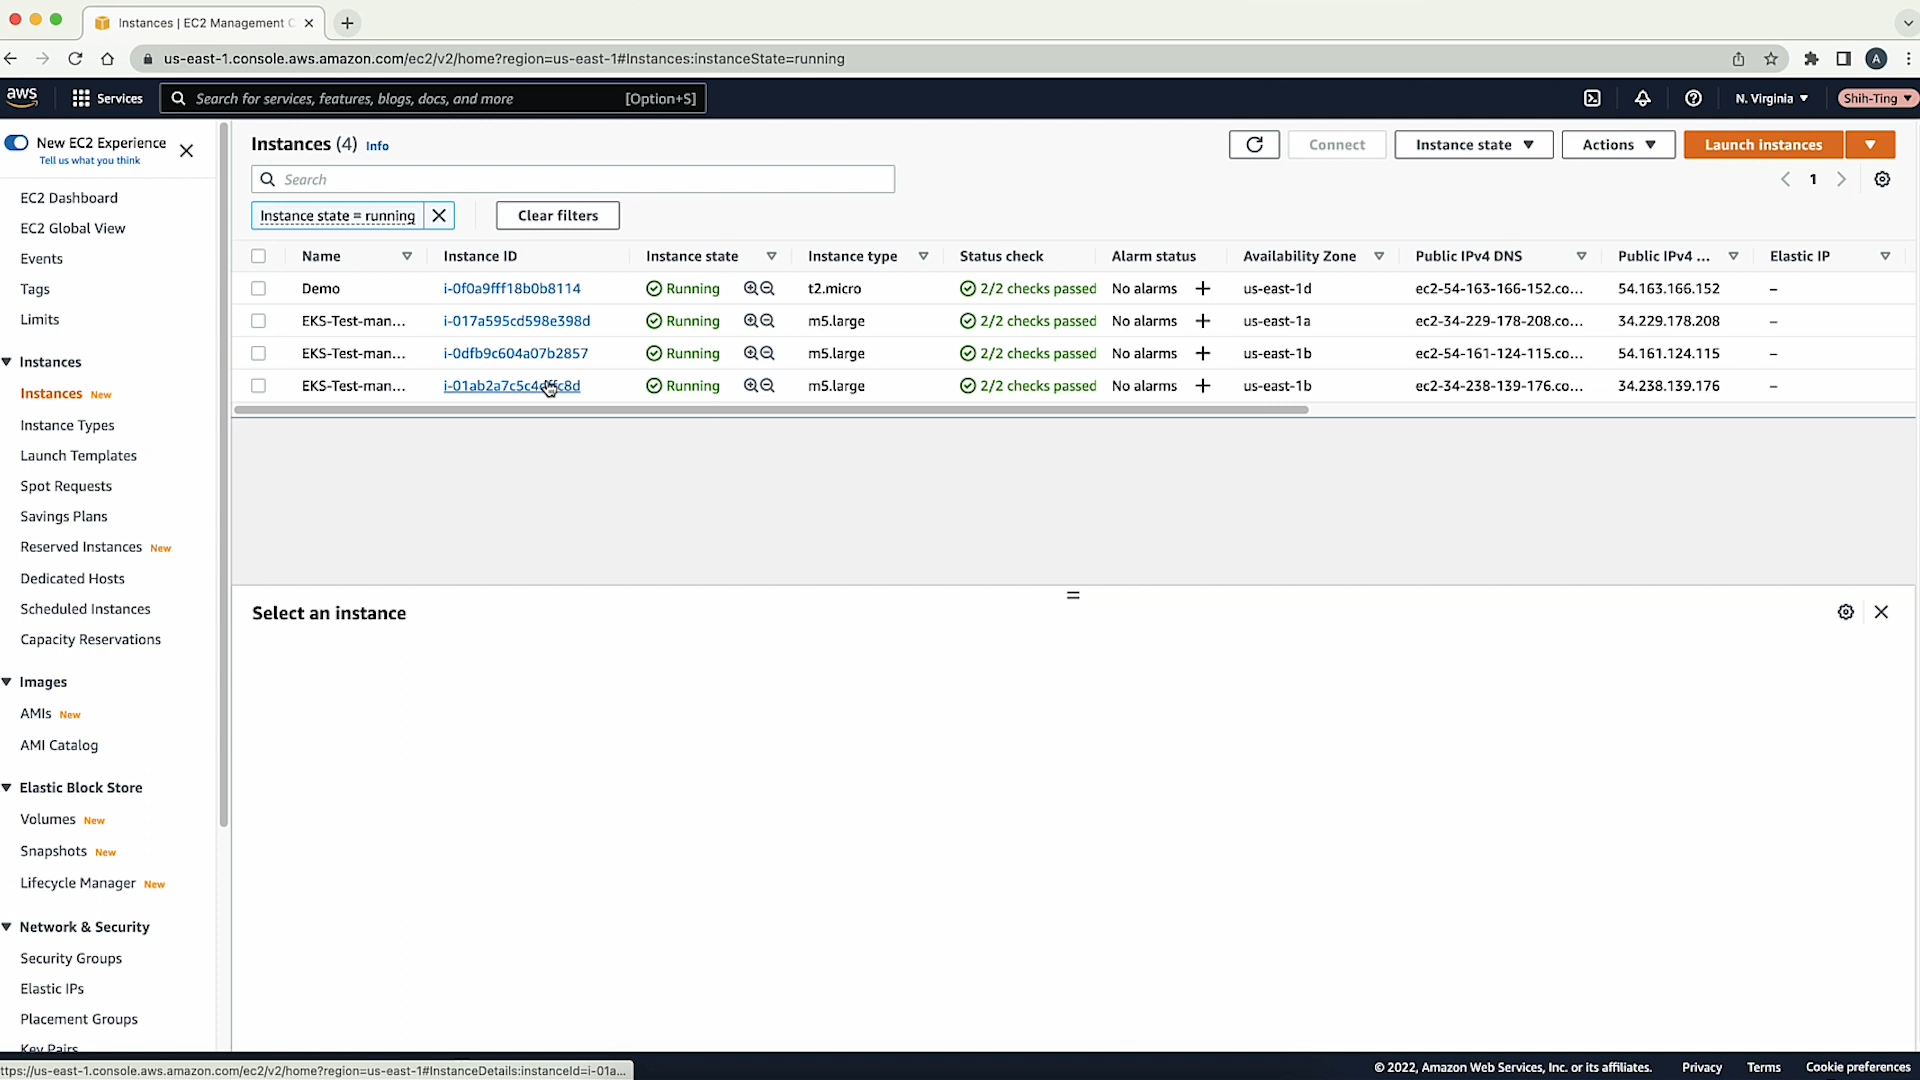 Instances | EC2 Management C
us-east-1.console.aws.amazon.com/ec2/v2/home?region=us-east-1#Instances:instanceState=running
aws Services Search for services, features, blogs, docs, and more [Option+S] N. Virginia Shih-Ting
New EC2 Experience
Tell us what you think
EC2 Dashboard
EC2 Global View
Events
Tags
Limits
Instances
Instances New
Instance Types
Launch Templates
Spot Requests
Savings Plans
Reserved Instances New
Dedicated Hosts
Scheduled Instances
Capacity Reservations
Images
AMIs New
AMI Catalog
Elastic Block Store
Volumes New
Snapshots New
Lifecycle Manager New
Network & Security
Security Groups
Elastic IPs
Placement Groups
Key Pairs
Instances (4) Info Connect Instance state Actions Launch instances
Search 1
Instance state = running Clear filters
Name Instance ID Instance state Instance type Status check Alarm status Availability Zone Public IPv4 DNS Public IPv4 ... Elastic IP
Demo i-0f0a9fff18b0b8114 Running t2.micro 2/2 checks passed No alarms us-east-1d ec2-54-163-166-152.co... 54.163.166.152 –
EKS-Test-man... i-017a595cd598e398d Running m5.large 2/2 checks passed No alarms us-east-1a ec2-34-229-178-208.co... 34.229.178.208 –
EKS-Test-man... i-0dfb9c604a07b2857 Running m5.large 2/2 checks passed No alarms us-east-1b ec2-54-161-124-115.co... 54.161.124.115 –
EKS-Test-man... Running m5.large 2/2 checks passed No alarms us-east-1b ec2-34-238-139-176.co... 34.238.139.176 –
Select an instance
ttps://us-east-1.console.aws.amazon.com/ec2/v2/home?region=us-east-1#InstanceDetails:instanceId=i-01a...
© 2022, Amazon Web Services, Inc. or its affiliates. Privacy Terms Cookie preferences